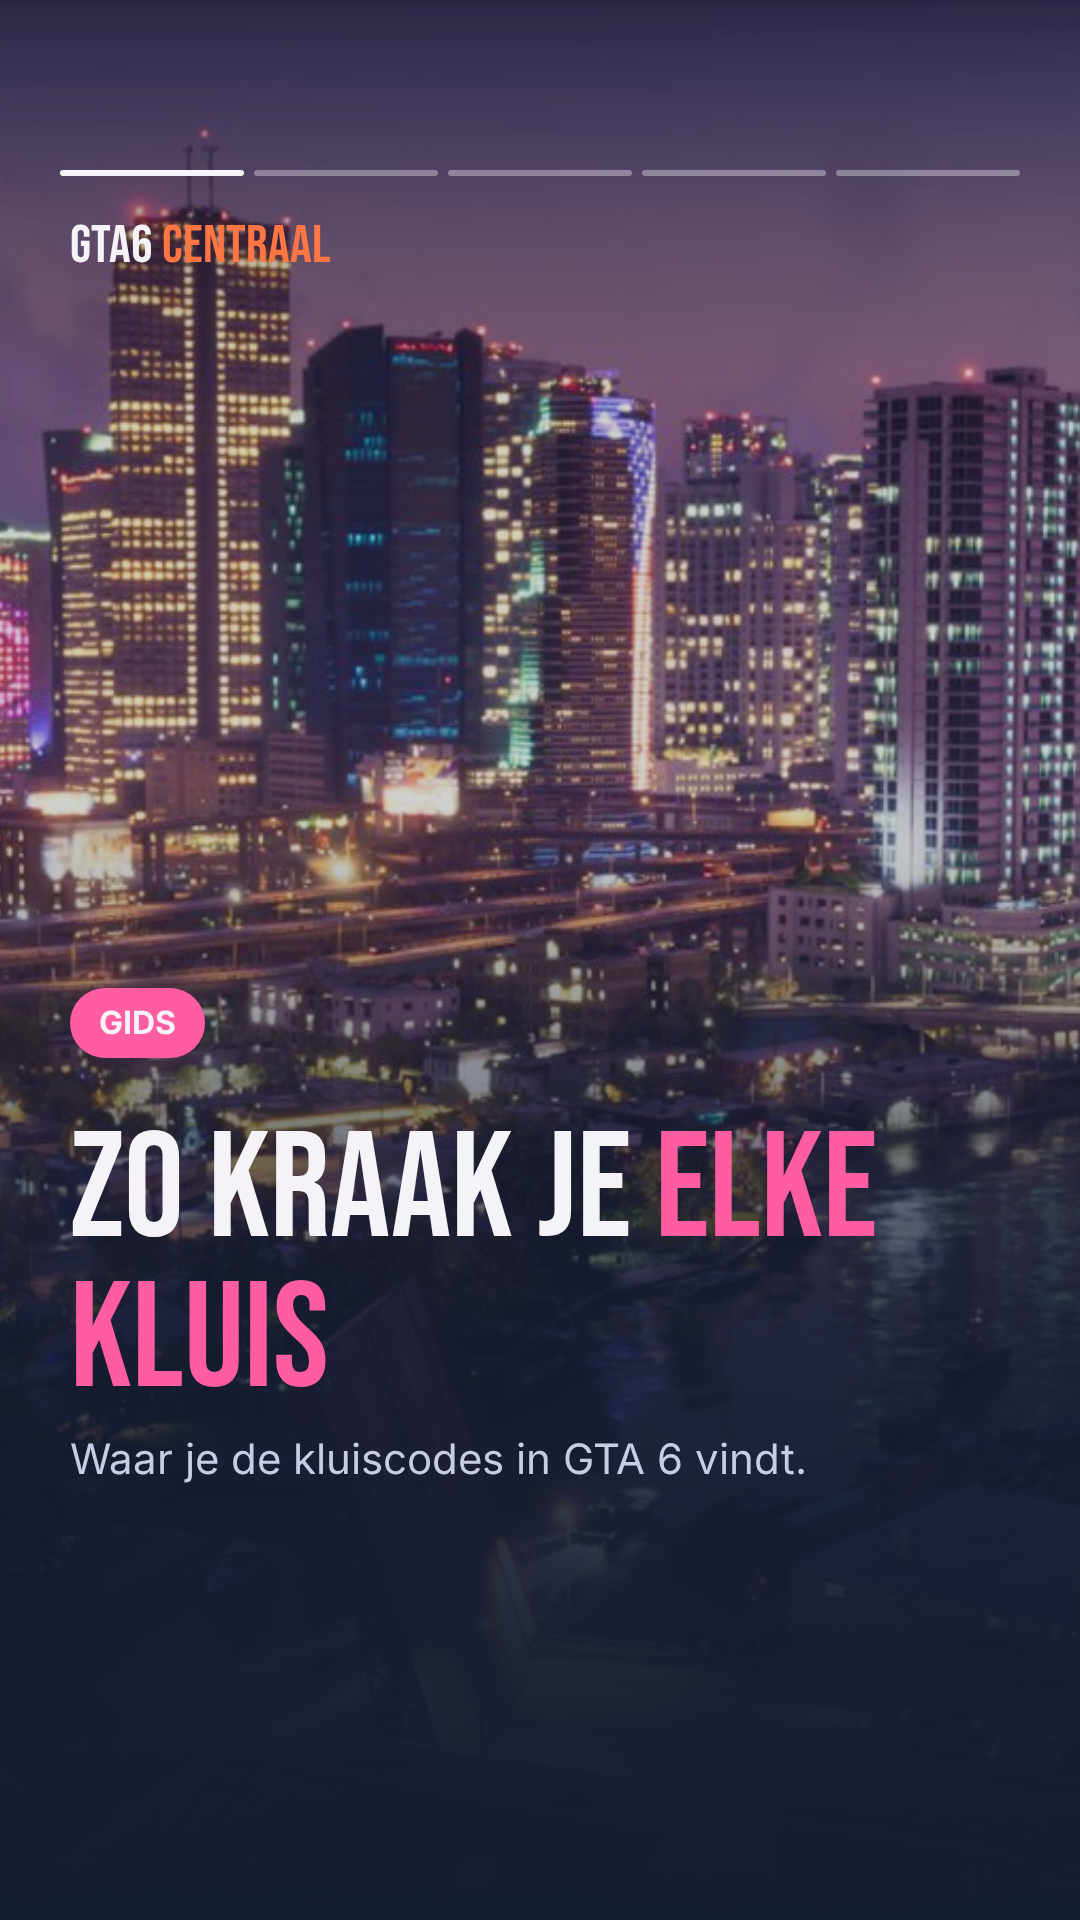 GTA6 CENTRAAL
GIDS
ZO KRAAK JE ELKE
KLUIS
Waar je de kluiscodes in GTA 6 vindt.